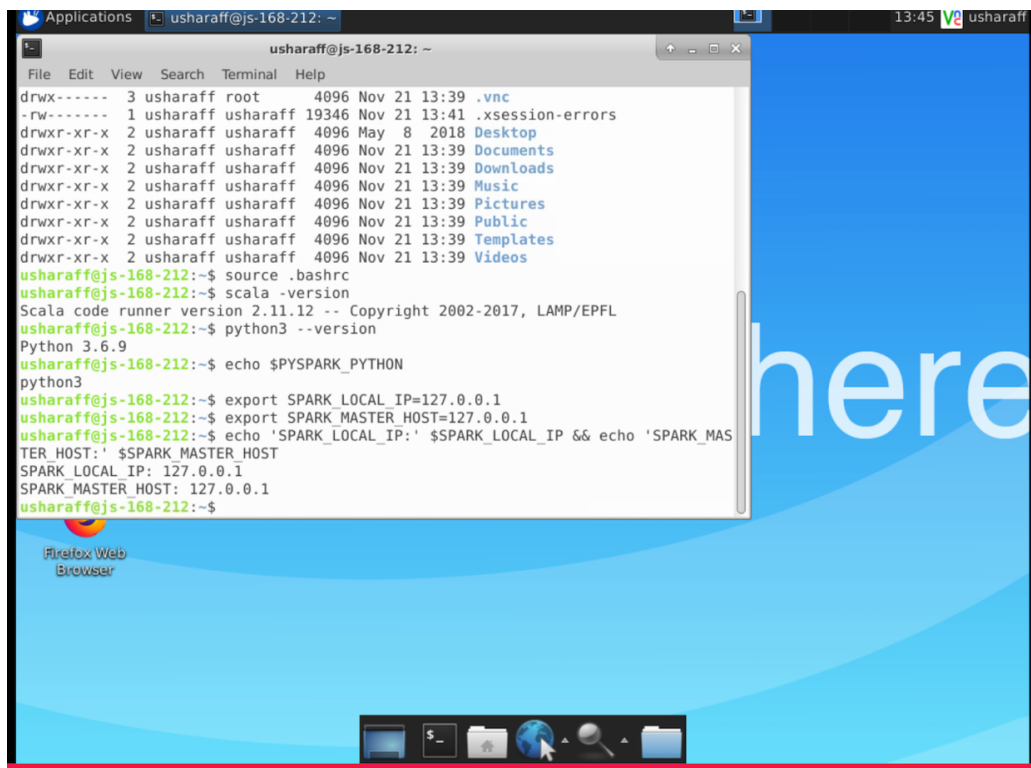 Applications
usharaff@js-168-212: ~
13:45
usharaff
usharaff@js-168-212: ~
File Edit View Search Terminal Help
drwx------ 3 usharaff root 4096 Nov 21 13:39 .vnc
-rw------- 1 usharaff usharaff 19346 Nov 21 13:41 .xsession-errors
drwxr-xr-x 2 usharaff usharaff 4096 May 8 2018 Desktop
drwxr-xr-x 2 usharaff usharaff 4096 Nov 21 13:39 Documents
drwxr-xr-x 2 usharaff usharaff 4096 Nov 21 13:39 Downloads
drwxr-xr-x 2 usharaff usharaff 4096 Nov 21 13:39 Music
drwxr-xr-x 2 usharaff usharaff 4096 Nov 21 13:39 Pictures
drwxr-xr-x 2 usharaff usharaff 4096 Nov 21 13:39 Public
drwxr-xr-x 2 usharaff usharaff 4096 Nov 21 13:39 Templates
drwxr-xr-x 2 usharaff usharaff 4096 Nov 21 13:39 Videos
usharaff@js-168-212:~$ source .bashrc
usharaff@js-168-212:~$ scala -version
Scala code runner version 2.11.12 -- Copyright 2002-2017, LAMP/EPFL
usharaff@js-168-212:~$ python3 --version
Python 3.6.9
usharaff@js-168-212:~$ echo $PYSPARK_PYTHON
python3
usharaff@js-168-212:~$ export SPARK_LOCAL_IP=127.0.0.1
usharaff@js-168-212:~$ export SPARK_MASTER_HOST=127.0.0.1
usharaff@js-168-212:~$ echo 'SPARK_LOCAL_IP:' $SPARK_LOCAL_IP && echo 'SPARK_MAS
TER_HOST:' $SPARK_MASTER_HOST
SPARK_LOCAL_IP: 127.0.0.1
SPARK_MASTER_HOST: 127.0.0.1
usharaff@js-168-212:~$
here
Firefox Web
Browser
$_